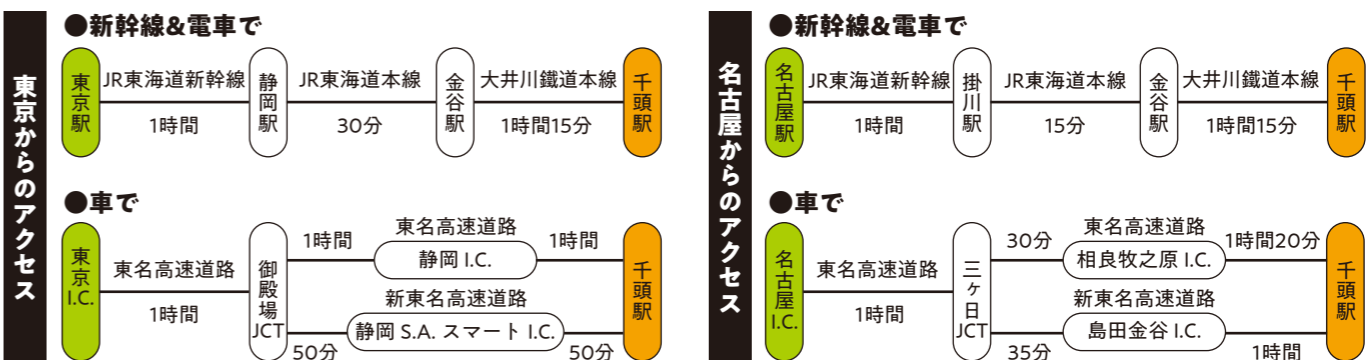 東京からのアクセス
●新幹線&電車で
東京駅
JR東海道新幹線
1時間
静岡駅
JR東海道本線
30分
金谷駅
大井川鐵道本線
1時間15分
千頭駅
●車で
東京I.C.
東名高速道路
1時間
御殿場JCT
1時間
東名高速道路
静岡 I.C.
1時間
50分
新東名高速道路
静岡 S.A. スマート I.C.
50分
千頭駅
名古屋からのアクセス
●新幹線&電車で
名古屋駅
JR東海道新幹線
1時間
掛川駅
JR東海道本線
15分
金谷駅
大井川鐵道本線
1時間15分
千頭駅
●車で
名古屋I.C.
東名高速道路
1時間
三ヶ日JCT
30分
東名高速道路
相良牧之原 I.C.
1時間20分
35分
新東名高速道路
島田金谷 I.C.
1時間
千頭駅